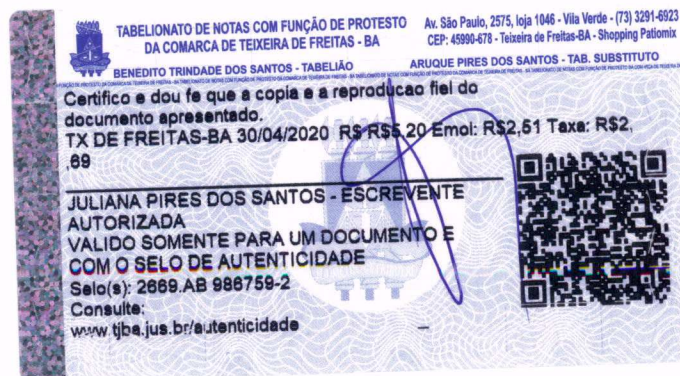 TABELIONATO DE NOTAS COM FUNÇÃO DE PROTESTO
DA COMARCA DE TEIXEIRA DE FREITAS - BA
Av. São Paulo, 2575, loja 1046 - Vila Verde - (73) 3291-6923
CEP: 45990-678 - Teixeira de Freitas-BA - Shopping Patiomix
BENEDITO TRINDADE DOS SANTOS - TABELIÃO
ARUQUE PIRES DOS SANTOS - TAB. SUBSTITUTO
Certifico e dou fe que a copia e a reproducao fiel do
documento apresentado.
TX DE FREITAS-BA 30/04/2020 R$ R$5,20 Emol: R$2,51 Taxa: R$2,
,69
JULIANA PIRES DOS SANTOS - ESCREVENTE
AUTORIZADA
VALIDO SOMENTE PARA UM DOCUMENTO E
COM O SELO DE AUTENTICIDADE
Selo(s): 2669.AB 986759-2
Consulte:
www.tjba.jus.br/autenticidade